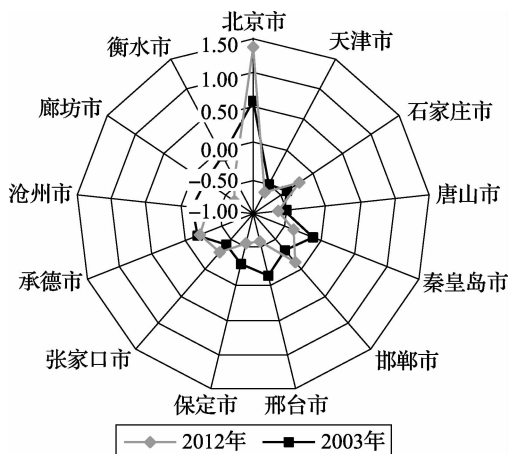 北京市
天津市
石家庄市
唐山市
秦皇岛市
邯郸市
邢台市
保定市
张家口市
承德市
沧州市
廊坊市
衡水市
1.50
1.00
0.50
0.00
−0.50
−1.00
2012年 2003年